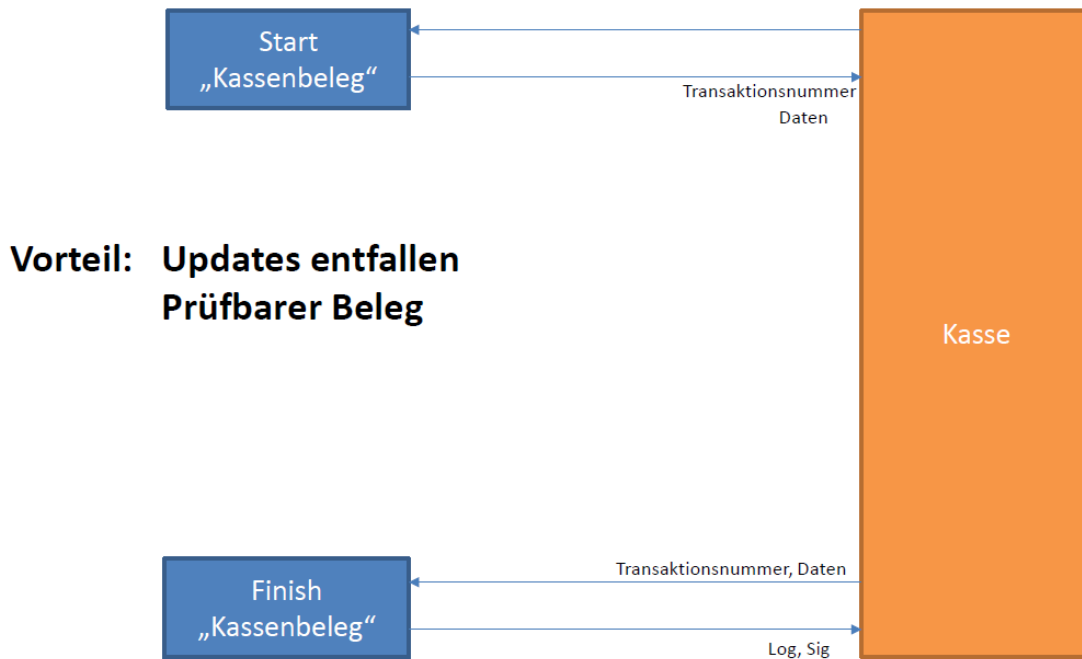 Start
„Kassenbeleg“
Transaktionsnummer
Daten
Vorteil: Updates entfallen
Prüfbarer Beleg
Kasse
Transaktionsnummer, Daten
Finish
„Kassenbeleg“
Log, Sig